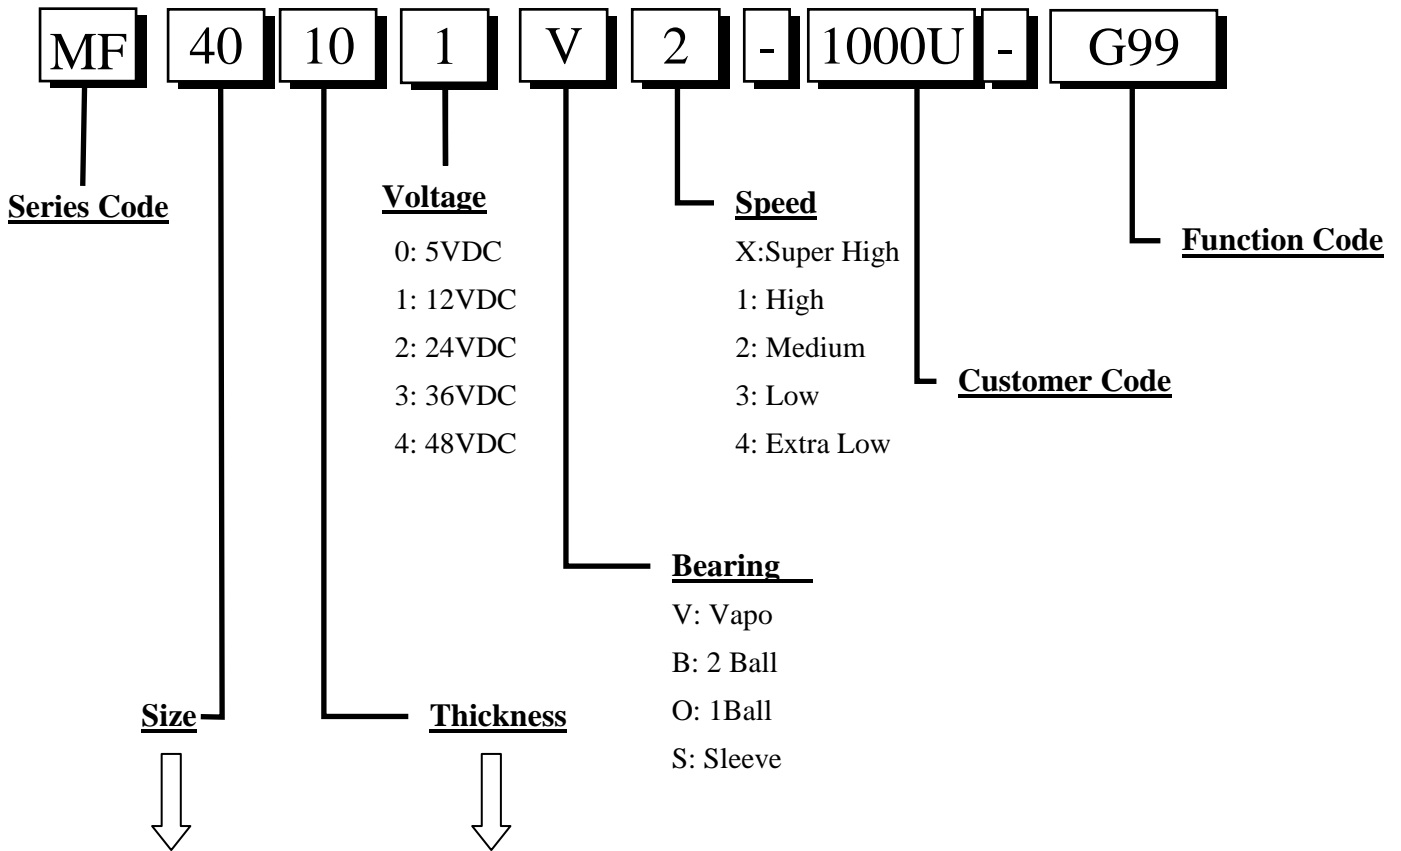 MF 40 10 1 V 2 - 1000U - G99
Series Code
Voltage
0: 5VDC
1: 12VDC
2: 24VDC
3: 36VDC
4: 48VDC
Speed
X:Super High
1: High
2: Medium
3: Low
4: Extra Low
Function Code
Customer Code
Bearing
V: Vapo
B: 2 Ball
O: 1Ball
S: Sleeve
Size
Thickness